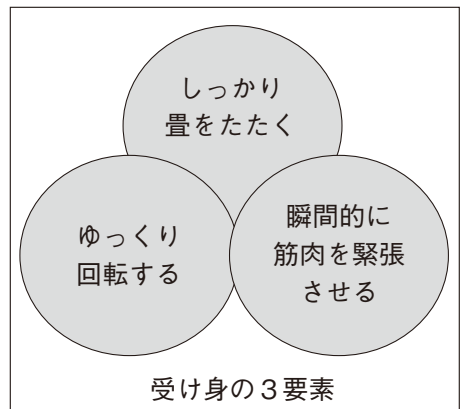 しっかり
畳をたたく
ゆっくり
回転する
瞬間的に
筋肉を緊張
させる
受け身の３要素